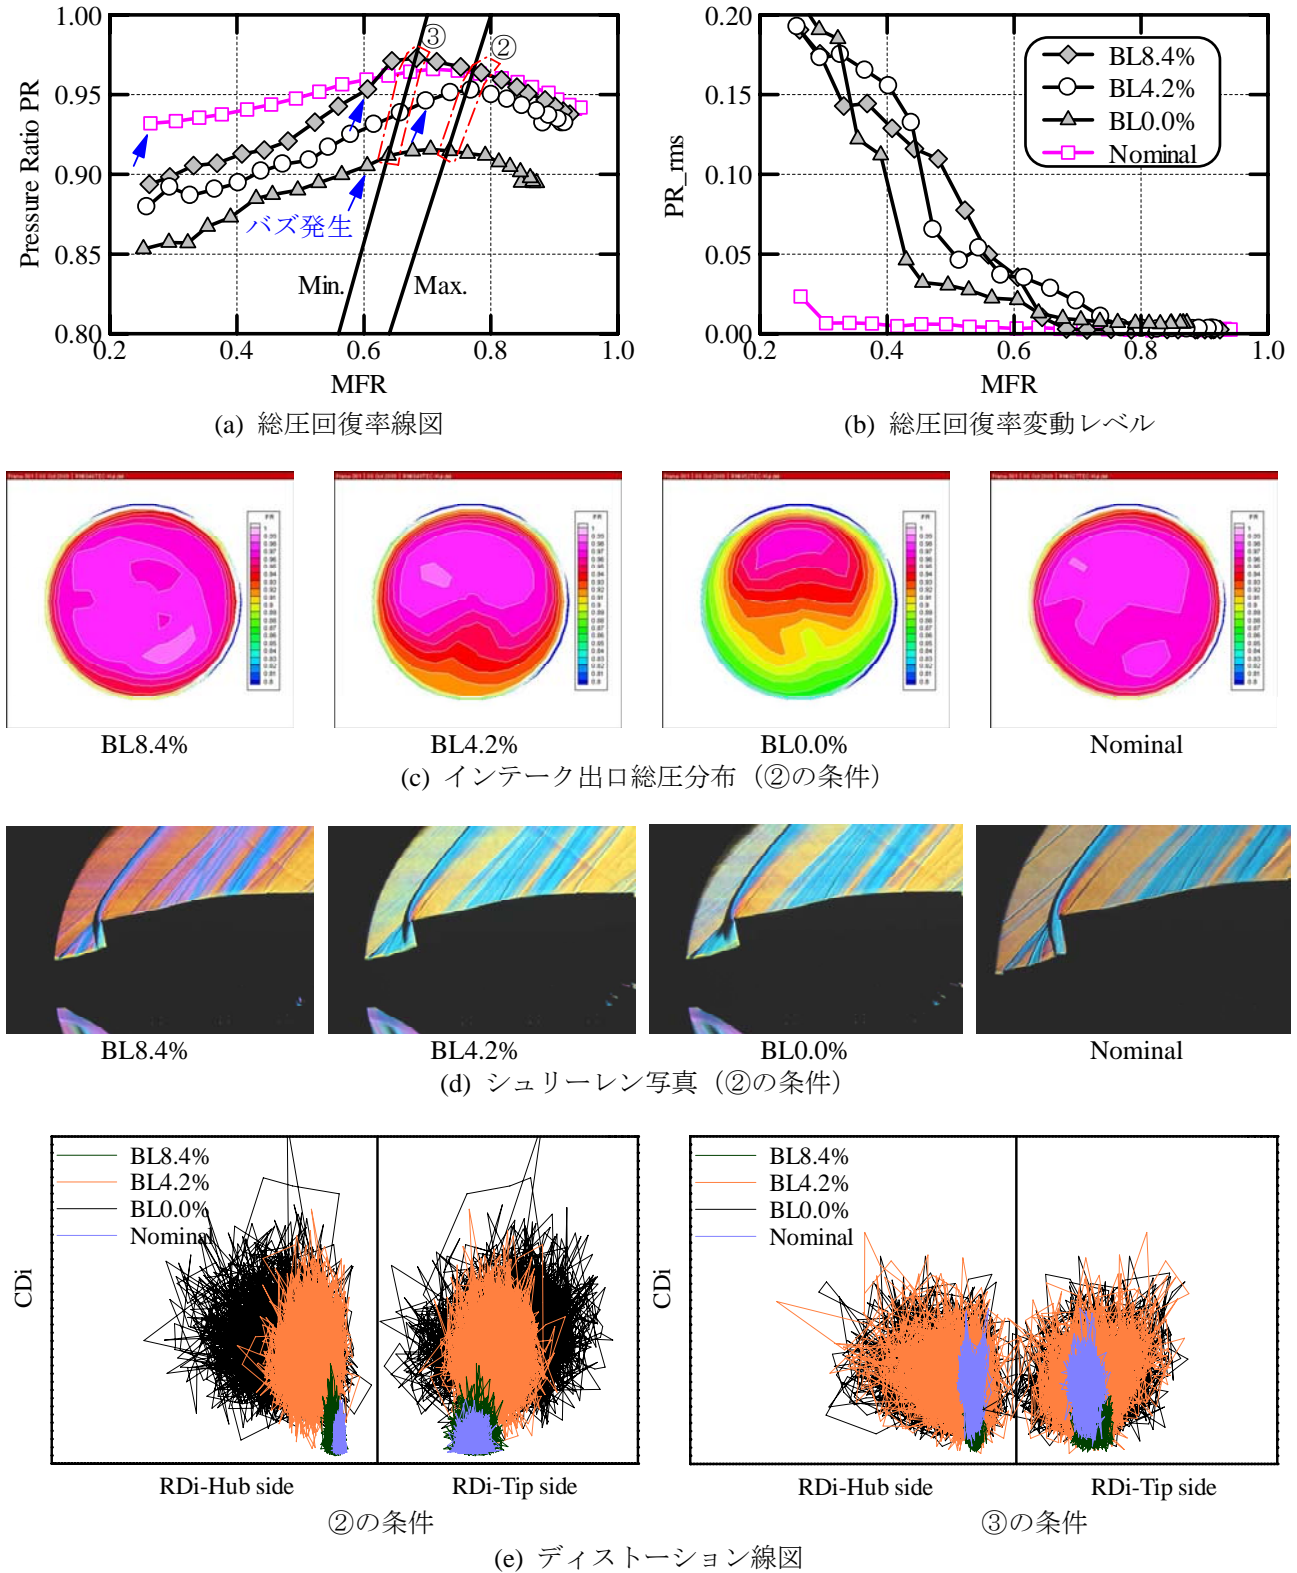 1.00
0.95
0.90
0.85
0.80
Pressure Ratio PR
③
②
バズ発生
Min.
Max.
0.2
0.4
0.6
0.8
1.0
MFR
(a) 総圧回復率線図
0.20
0.15
0.10
0.05
0.00
PR_rms
BL8.4%
BL4.2%
BL0.0%
Nominal
0.2
0.4
0.6
0.8
1.0
MFR
(b) 総圧回復率変動レベル
BL8.4%
BL4.2%
BL0.0%
Nominal
(c) インテーク出口総圧分布（②の条件）
BL8.4%
BL4.2%
BL0.0%
Nominal
(d) シュリーレン写真（②の条件）
BL8.4%
BL4.2%
BL0.0%
Nominal
CDi
RDi-Hub side
RDi-Tip side
②の条件
BL8.4%
BL4.2%
BL0.0%
Nominal
CDi
RDi-Hub side
RDi-Tip side
③の条件
(e) ディストーション線図